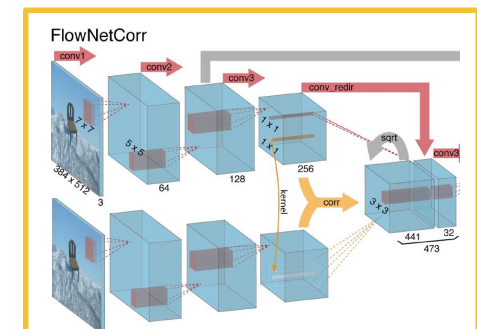 FlowNetCorr
conv1
conv2
conv3
conv_redir
sqrt
conv3
7 x 7
5 x 5
1 x 1
1 x 1
384 x 512
3
64
128
256
kernel
corr
3 x 3
441
32
473